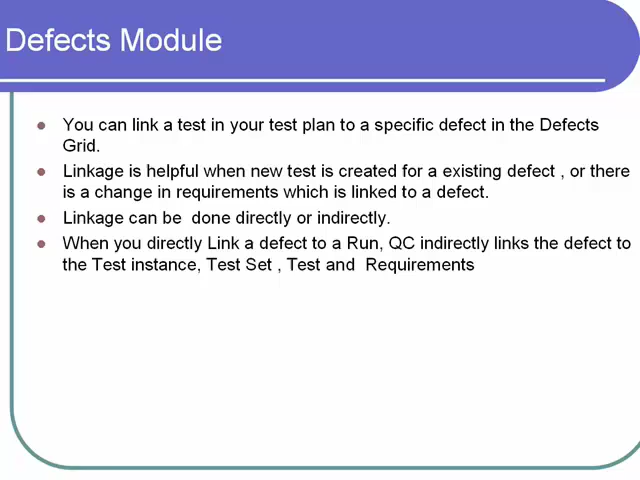 Defects Module
You can link a test in your test plan to a specific defect in the Defects
Grid.
Linkage is helpful when new test is created for a existing defect , or there
is a change in requirements which is linked to a defect.
Linkage can be  done directly or indirectly.
When you directly Link a defect to a Run, QC indirectly links the defect to
the Test instance, Test Set , Test and  Requirements